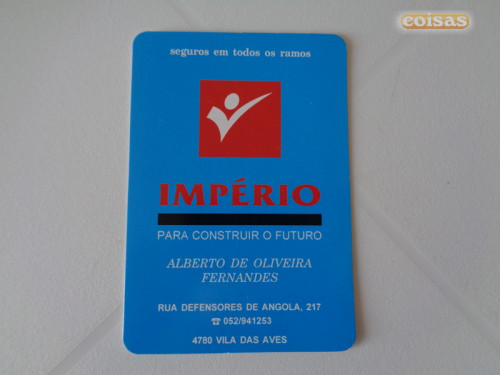 coisas
seguros em todos os ramos
IMPÉRIO
PARA CONSTRUIR O FUTURO
ALBERTO DE OLIVEIRA
FERNANDES
RUA DEFENSORES DE ANGOLA, 217
☎ 052/941253
4780 VILA DAS AVES